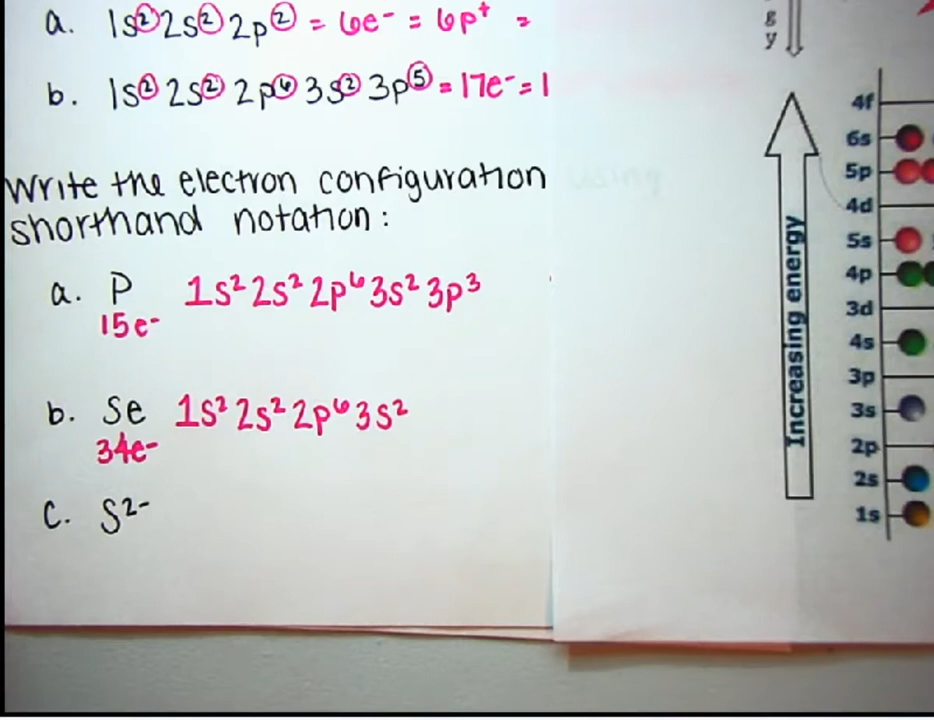 a. 1s² 2s² 2p² = 6e⁻ = 6p⁺ =
b. 1s² 2s² 2p⁶ 3s² 3p⁵ = 17e⁻ = 1
Write the electron configuration
shorthand notation:
a. P 1s² 2s² 2p⁶ 3s² 3p³
15e⁻
b. Se 1s² 2s² 2p⁶ 3s²
34e⁻
c. S²⁻
g
y
Increasing energy
4f
6s
5p
4d
5s
4p
3d
4s
3p
3s
2p
2s
1s